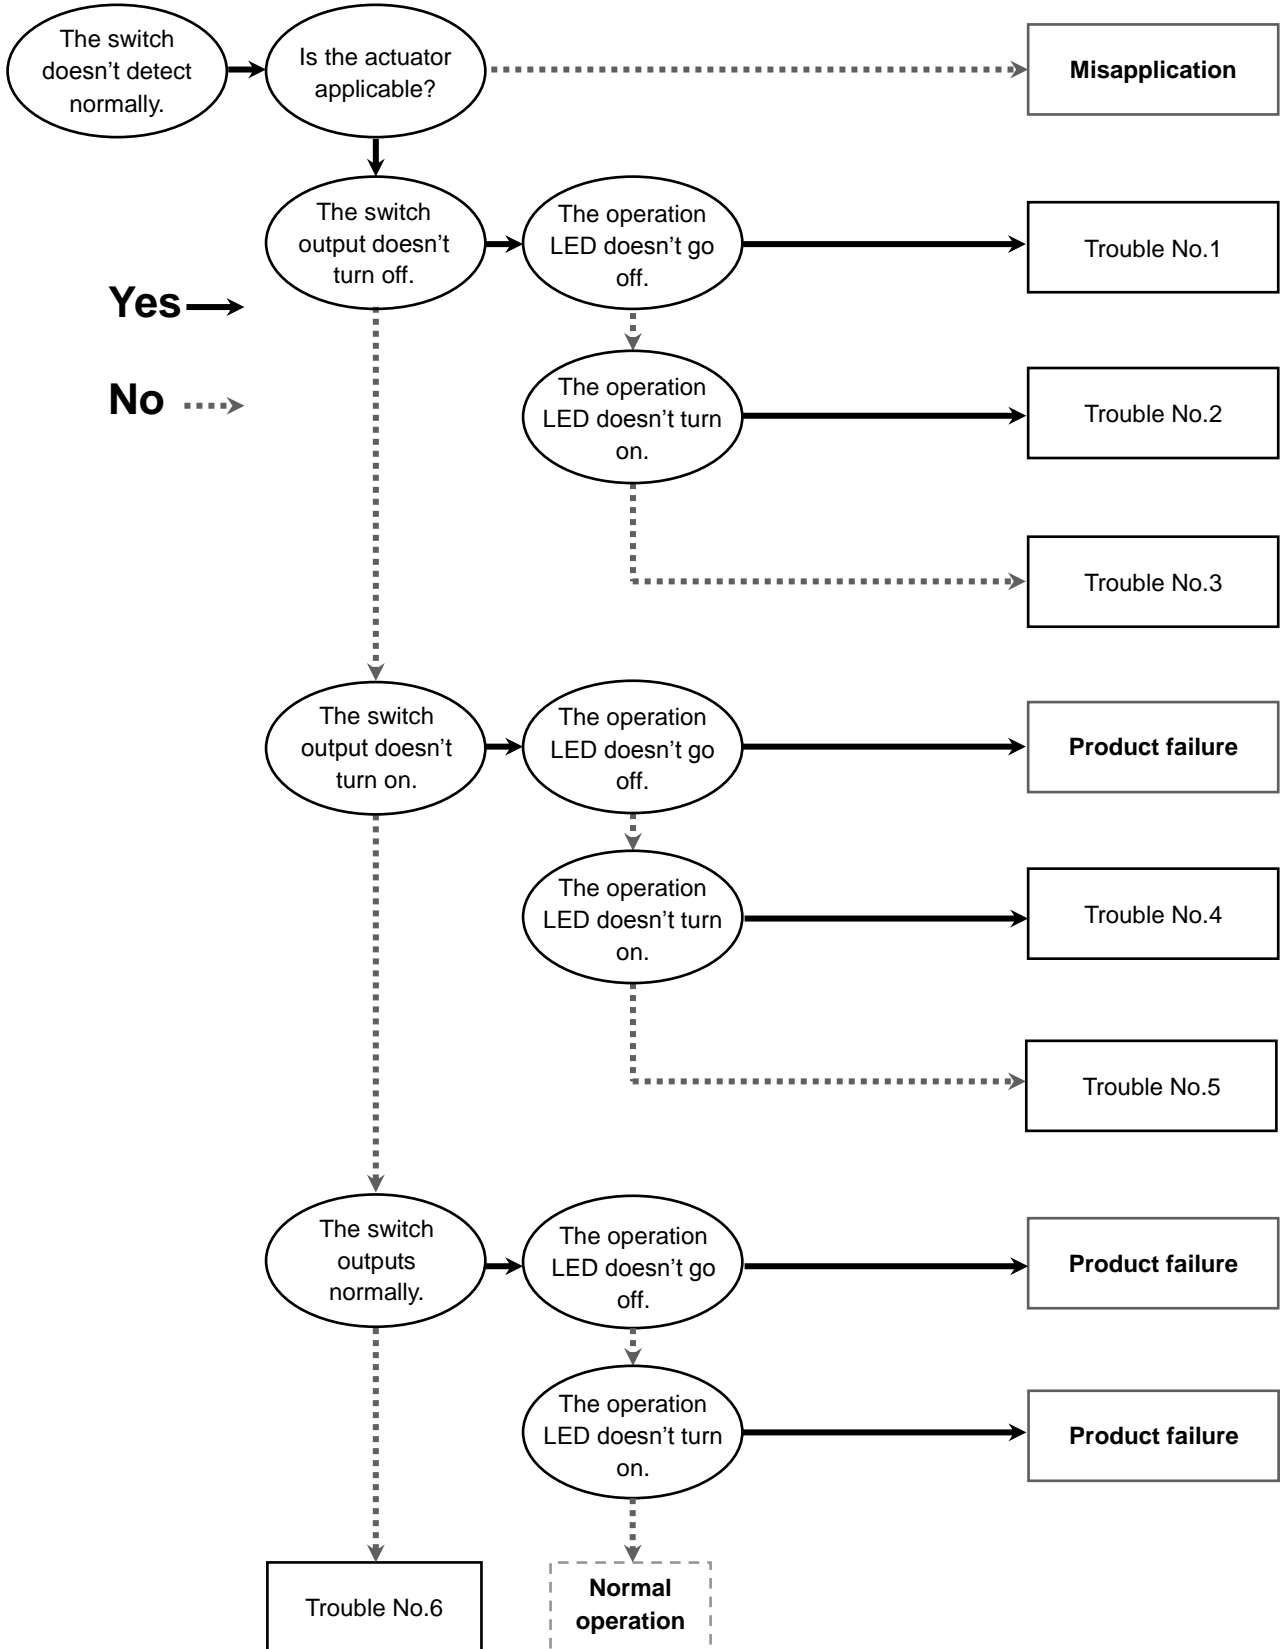 The switch
doesn't detect
normally.
Is the actuator
applicable?
Misapplication
The switch
output doesn't
turn off.
The operation
LED doesn't go
off.
Trouble No.1
Yes
No
The operation
LED doesn't turn
on.
Trouble No.2
Trouble No.3
The switch
output doesn't
turn on.
The operation
LED doesn't go
off.
Product failure
The operation
LED doesn't turn
on.
Trouble No.4
Trouble No.5
The switch
outputs
normally.
The operation
LED doesn't go
off.
Product failure
The operation
LED doesn't turn
on.
Product failure
Trouble No.6
Normal
operation